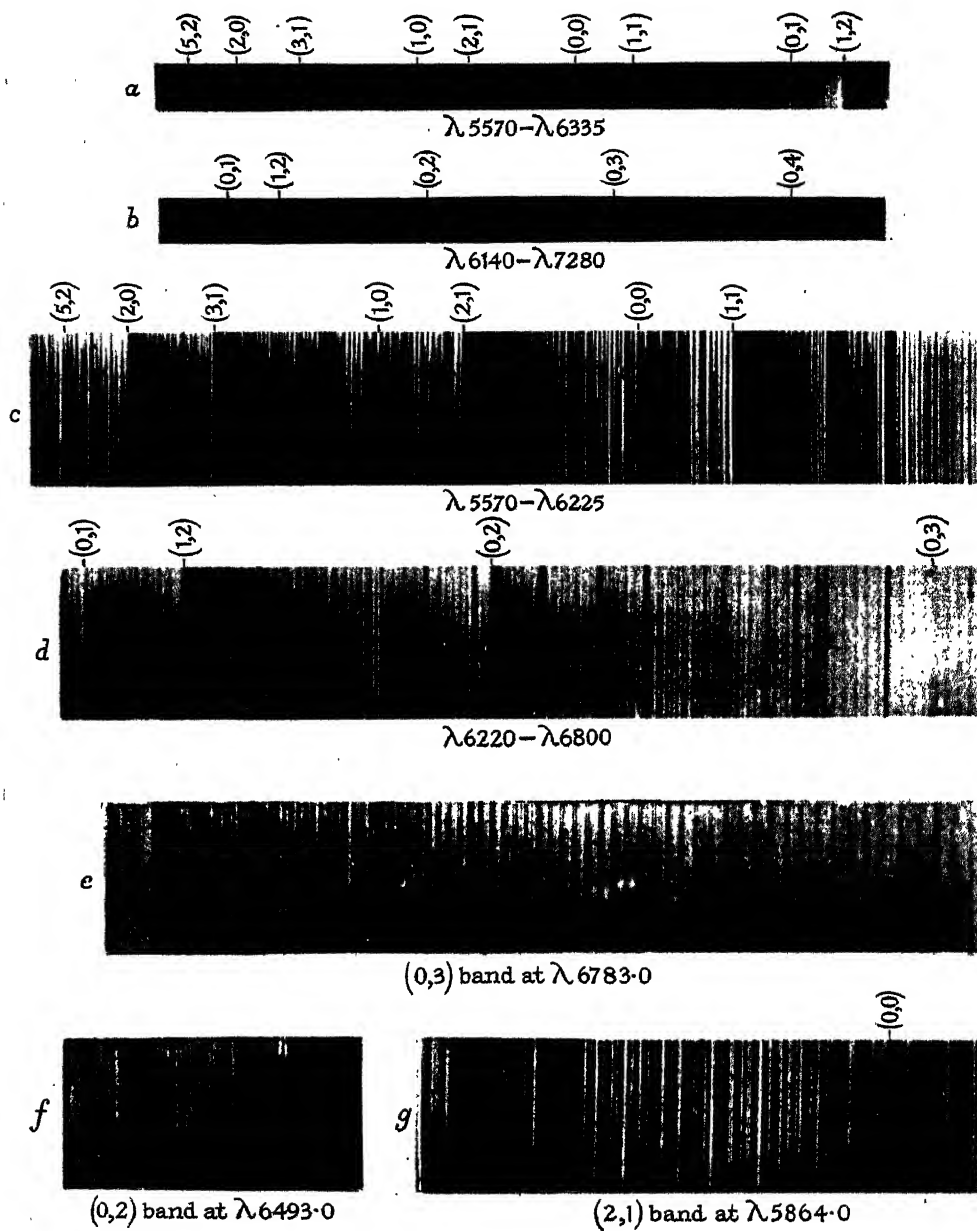 (5,2) (2,0) (3,1) (1,0) (2,1) (0,0) (1,1) (0,1) (1,2)
a
λ5570–λ6335
(0,1) (1,2) (0,2) (0,3) (0,4)
b
λ6140–λ7280
(5,2) (2,0) (3,1) (1,0) (2,1) (0,0) (1,1)
c
λ5570–λ6225
(0,1) (1,2) (0,2) (0,3)
d
λ6220–λ6800
e
(0,3) band at λ6783·0
(0,0)
f
g
(0,2) band at λ6493·0
(2,1) band at λ5864·0